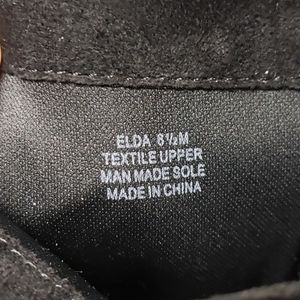 ELDA 8½M
TEXTILE UPPER
MAN MADE SOLE
MADE IN CHINA